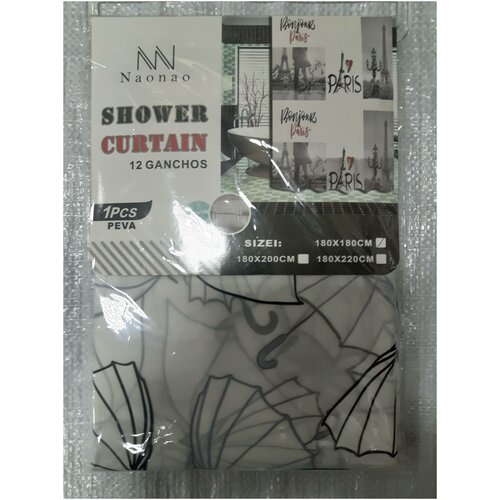 Naonao
SHOWER
CURTAIN
12 GANCHOS
1PCS
PEVA
Bonjour
Paris
PARIS
Bonjour
Paris
PARIS
SIZEI: 180X180CM
180X200CM 180X220CM